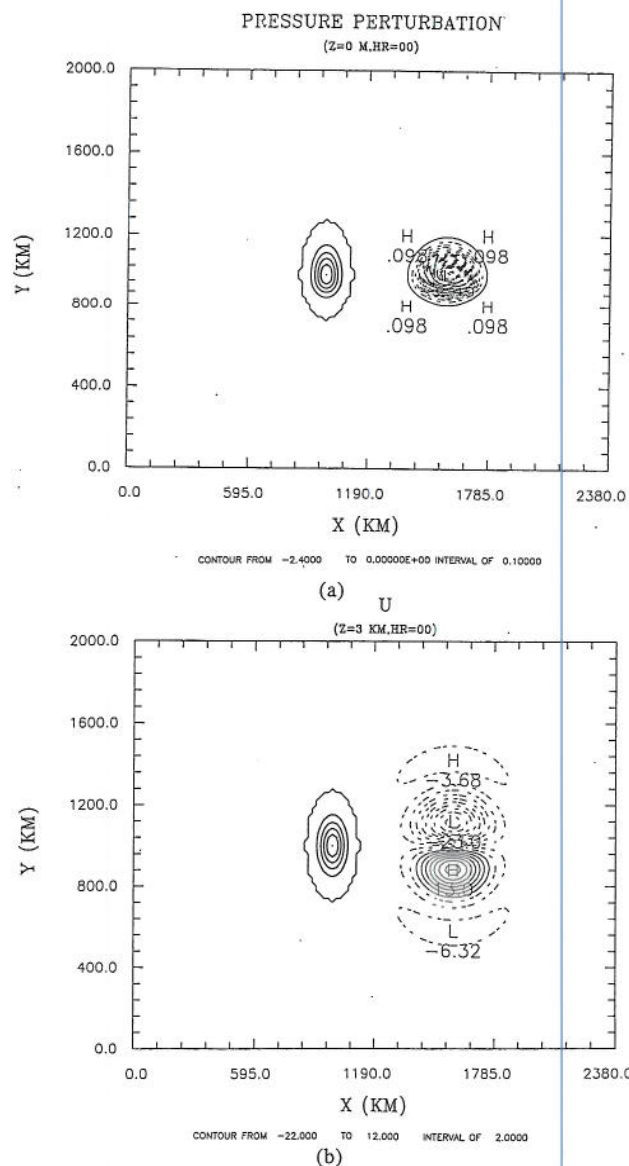 PRESSURE PERTURBATION
(Z=0 M,HR=00)
2000.0
1600.0
1200.0
800.0
400.0
0.0
Y (KM)
H H
.098 .098
L
H H
.098 .098
0.0 595.0 1190.0 1785.0 2380.0
X (KM)
CONTOUR FROM -2.4000 TO 0.00000E+00 INTERVAL OF 0.10000
(a)
U
(Z=3 KM,HR=00)
2000.0
1600.0
1200.0
800.0
400.0
0.0
Y (KM)
H
-3.68
L
H
L
-6.32
0.0 595.0 1190.0 1785.0 2380.0
X (KM)
CONTOUR FROM -22.000 TO 12.000 INTERVAL OF 2.0000
(b)